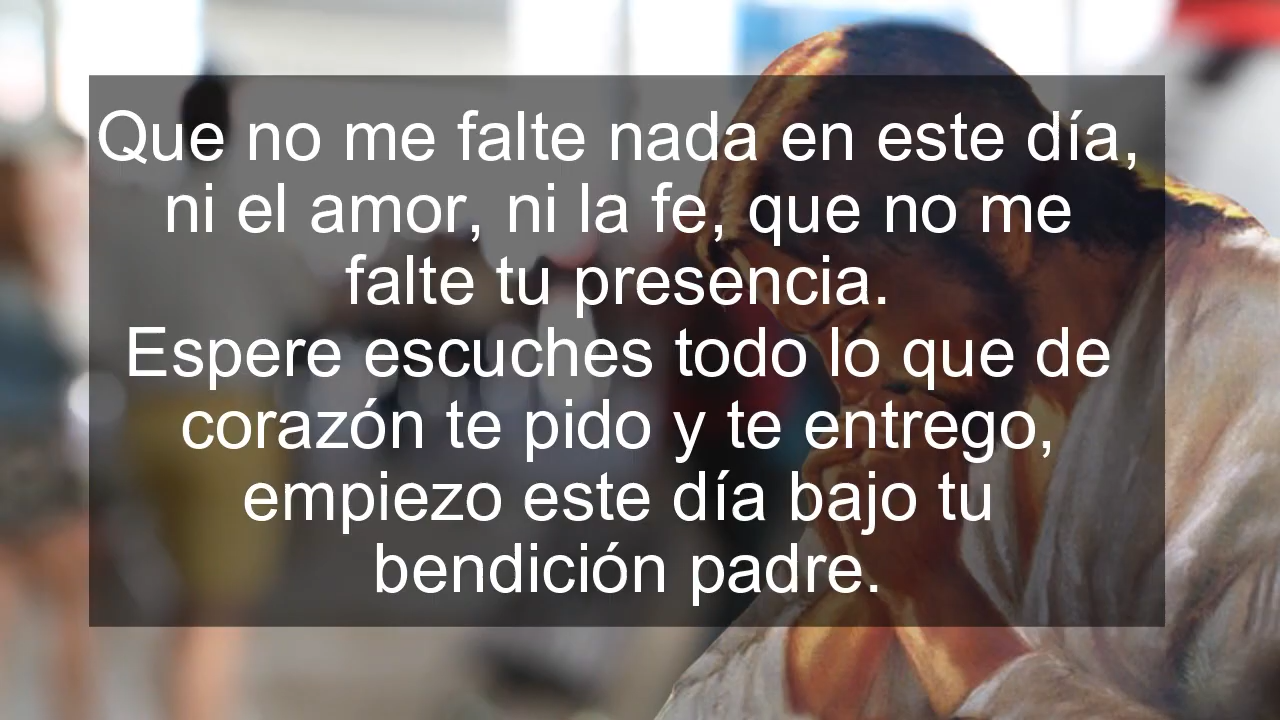 Que no me falte nada en este día,
ni el amor, ni la fe, que no me
falte tu presencia.
Espere escuches todo lo que de
corazón te pido y te entrego,
empiezo este día bajo tu
bendición padre.